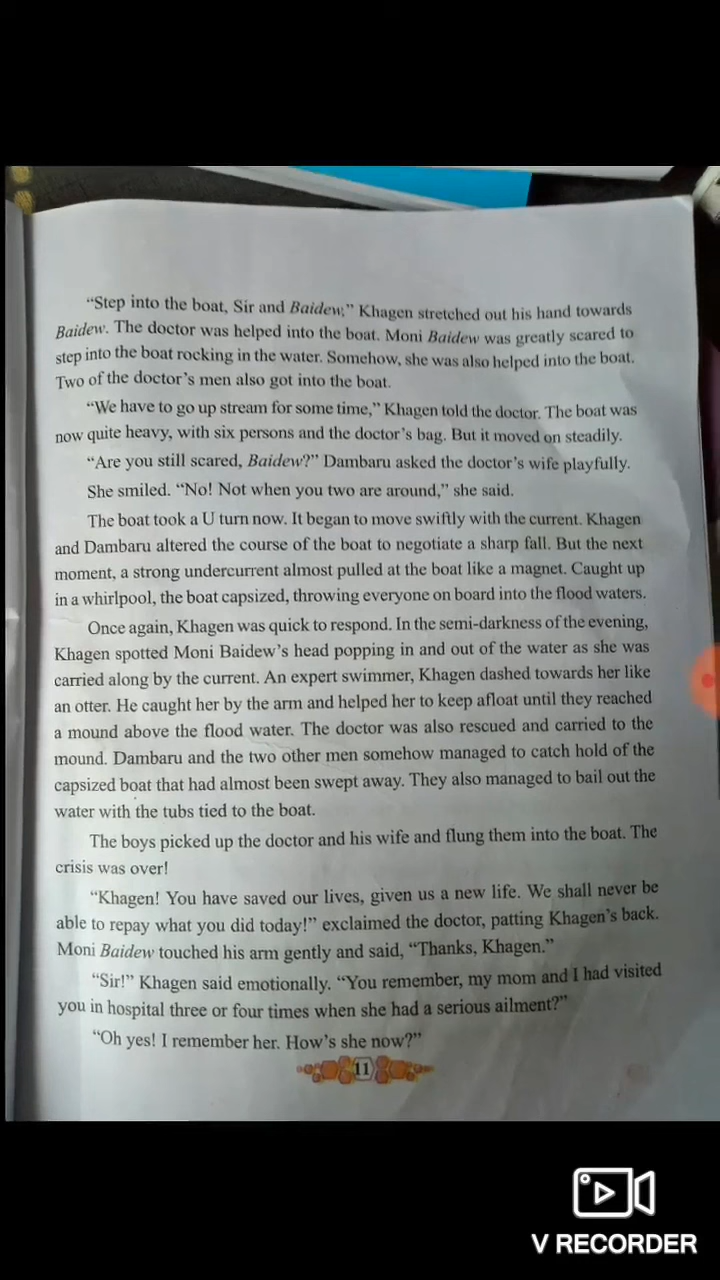 “Step into the boat, Sir and Baidew,” Khagen stretched out his hand towards
Baidew. The doctor was helped into the boat. Moni Baidew was greatly scared to
step into the boat rocking in the water. Somehow, she was also helped into the boat.
Two of the doctor’s men also got into the boat.
“We have to go up stream for some time,” Khagen told the doctor. The boat was
now quite heavy, with six persons and the doctor’s bag. But it moved on steadily.
“Are you still scared, Baidew?” Dambaru asked the doctor’s wife playfully.
She smiled. “No! Not when you two are around,” she said.
The boat took a U turn now. It began to move swiftly with the current. Khagen
and Dambaru altered the course of the boat to negotiate a sharp fall. But the next
moment, a strong undercurrent almost pulled at the boat like a magnet. Caught up
in a whirlpool, the boat capsized, throwing everyone on board into the flood waters.
Once again, Khagen was quick to respond. In the semi-darkness of the evening,
Khagen spotted Moni Baidew’s head popping in and out of the water as she was
carried along by the current. An expert swimmer, Khagen dashed towards her like
an otter. He caught her by the arm and helped her to keep afloat until they reached
a mound above the flood water. The doctor was also rescued and carried to the
mound. Dambaru and the two other men somehow managed to catch hold of the
capsized boat that had almost been swept away. They also managed to bail out the
water with the tubs tied to the boat.
The boys picked up the doctor and his wife and flung them into the boat. The
crisis was over!
“Khagen! You have saved our lives, given us a new life. We shall never be
able to repay what you did today!” exclaimed the doctor, patting Khagen’s back.
Moni Baidew touched his arm gently and said, “Thanks, Khagen.”
“Sir!” Khagen said emotionally. “You remember, my mom and I had visited
you in hospital three or four times when she had a serious ailment?”
“Oh yes! I remember her. How’s she now?”
11
V RECORDER